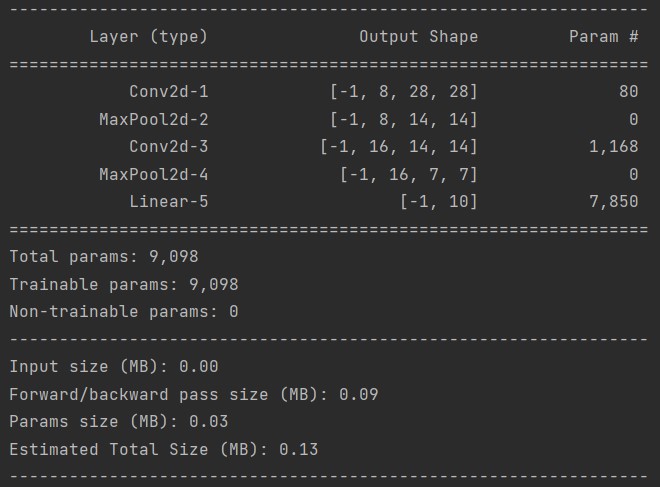 ----------------------------------------------------------------
        Layer (type)               Output Shape         Param #
================================================================
            Conv2d-1            [-1, 8, 28, 28]              80
         MaxPool2d-2            [-1, 8, 14, 14]               0
            Conv2d-3           [-1, 16, 14, 14]           1,168
         MaxPool2d-4             [-1, 16, 7, 7]               0
            Linear-5                   [-1, 10]           7,850
================================================================
Total params: 9,098
Trainable params: 9,098
Non-trainable params: 0
----------------------------------------------------------------
Input size (MB): 0.00
Forward/backward pass size (MB): 0.09
Params size (MB): 0.03
Estimated Total Size (MB): 0.13
----------------------------------------------------------------